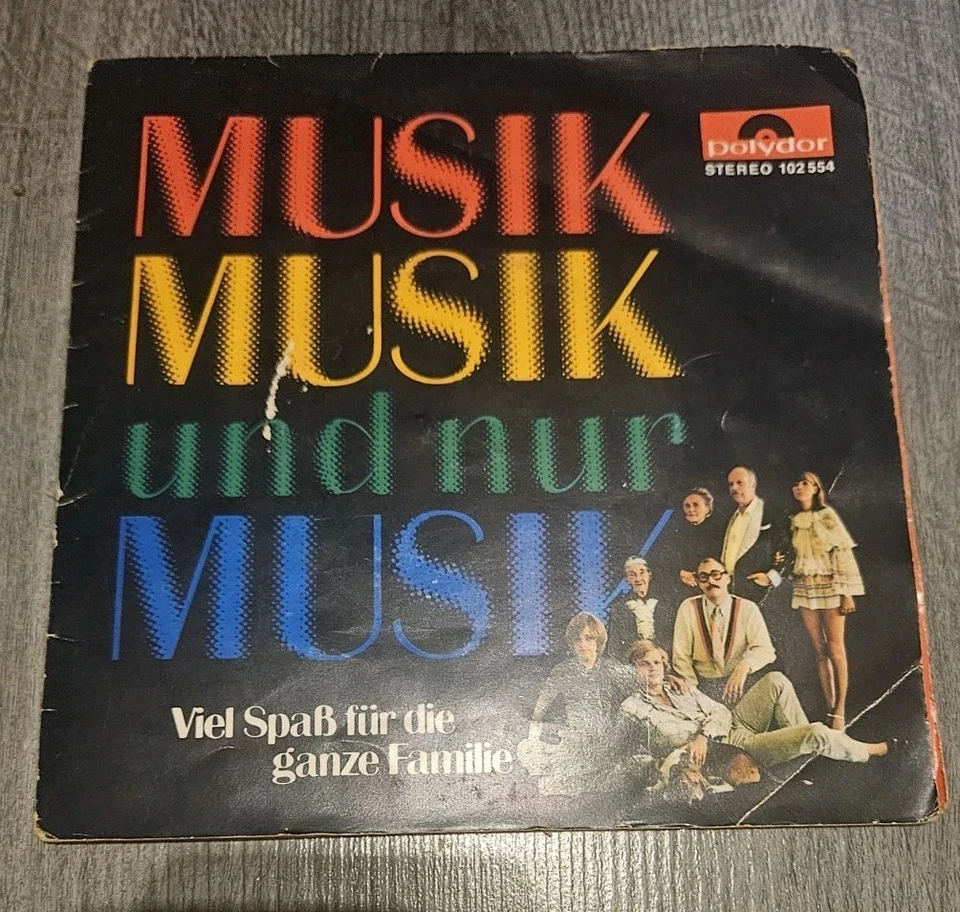 MUSIK
polydor
STEREO 102 554
MUSIK
und nur
MUSIK
Viel Spaß für die
ganze Familie